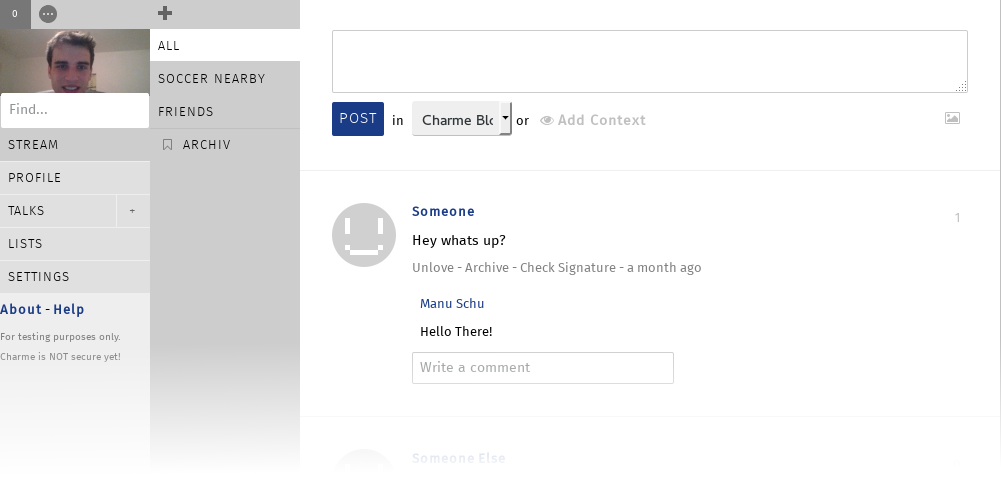 0
Find...
STREAM
PROFILE
TALKS +
LISTS
SETTINGS
About - Help
For testing purposes only.
Charme is NOT secure yet!
ALL
SOCCER NEARBY
FRIENDS
ARCHIV
POST in Charme Blo or Add Context
Someone
1
Hey whats up?
Unlove - Archive - Check Signature - a month ago
Manu Schu
Hello There!
Write a comment
Someone Else